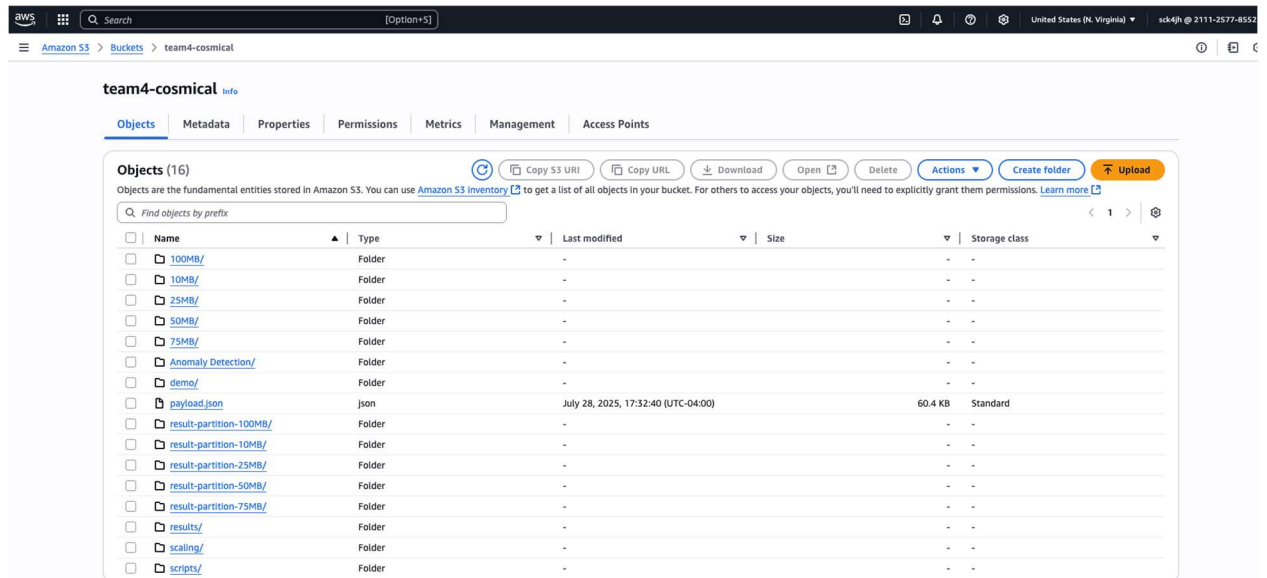 aws Search [Option+S] United States (N. Virginia) ▼ sck4jh @ 2111-2577-8552
Amazon S3 > Buckets > team4-cosmical
team4-cosmical Info
Objects Metadata Properties Permissions Metrics Management Access Points
Objects (16) Copy S3 URI Copy URL Download Open Delete Actions ▼ Create folder Upload
Objects are the fundamental entities stored in Amazon S3. You can use Amazon S3 inventory to get a list of all objects in your bucket. For others to access your objects, you'll need to explicitly grant them permissions. Learn more
Find objects by prefix < 1 >
Name Type Last modified Size Storage class
100MB/ Folder - - -
10MB/ Folder - - -
25MB/ Folder - - -
50MB/ Folder - - -
75MB/ Folder - - -
Anomaly Detection/ Folder - - -
demo/ Folder - - -
payload.json json July 28, 2025, 17:32:40 (UTC-04:00) 60.4 KB Standard
result-partition-100MB/ Folder - - -
result-partition-10MB/ Folder - - -
result-partition-25MB/ Folder - - -
result-partition-50MB/ Folder - - -
result-partition-75MB/ Folder - - -
results/ Folder - - -
scaling/ Folder - - -
scripts/ Folder - - -